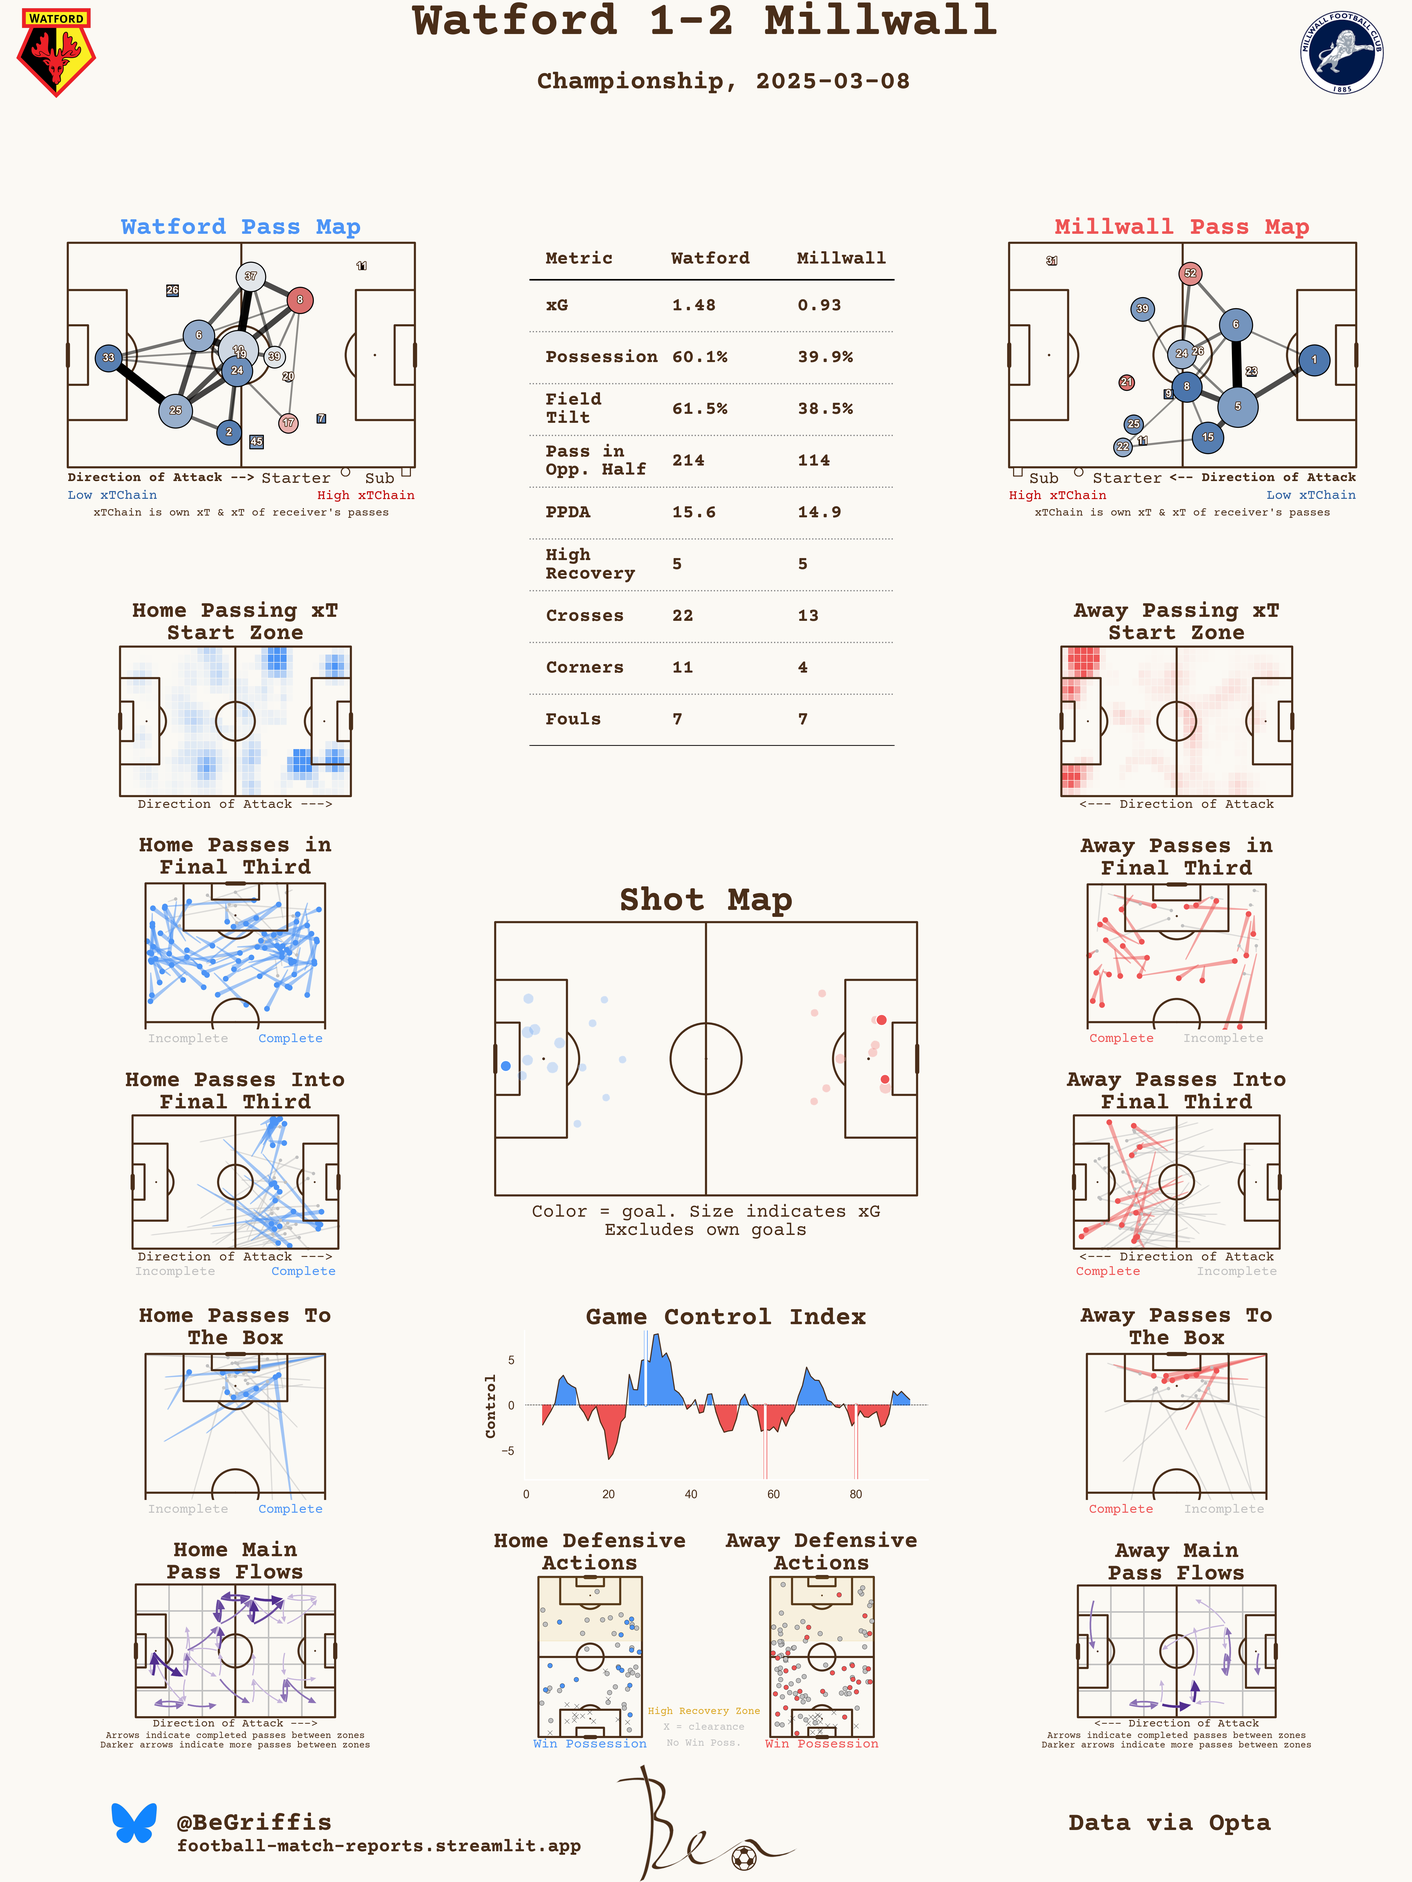 Watford 1-2 Millwall
Championship, 2025-03-08
WATFORD
MILLWALL FOOTBALL CLUB
1885
Watford Pass Map
11
37
26
8
6
33
19
39
24
20
25
17
7
2
45
Direction of Attack --> Starter Sub
Low xTChain High xTChain
xTChain is own xT & xT of receiver's passes
Metric Watford Millwall
xG 1.48 0.93
Possession 60.1% 39.9%
Field
Tilt 61.5% 38.5%
Pass in
Opp. Half 214 114
PPDA 15.6 14.9
High
Recovery 5 5
Crosses 22 13
Corners 11 4
Fouls 7 7
Millwall Pass Map
31
52
39
6
24
26
1
23
21
8
9
5
25
15
11
22
Sub Starter <-- Direction of Attack
High xTChain Low xTChain
xTChain is own xT & xT of receiver's passes
Home Passing xT
Start Zone
Direction of Attack --->
Away Passing xT
Start Zone
<--- Direction of Attack
Home Passes in
Final Third
Incomplete Complete
Away Passes in
Final Third
Complete Incomplete
Shot Map
Color = goal. Size indicates xG
Excludes own goals
Home Passes Into
Final Third
Direction of Attack --->
Incomplete Complete
Away Passes Into
Final Third
<--- Direction of Attack
Complete Incomplete
Home Passes To
The Box
Incomplete Complete
Game Control Index
Control
5
0
−5
0 20 40 60 80
Away Passes To
The Box
Complete Incomplete
Home Main
Pass Flows
Direction of Attack --->
Arrows indicate completed passes between zones
Darker arrows indicate more passes between zones
Home Defensive
Actions
Win Possession
High Recovery Zone
X = clearance
No Win Poss.
Away Defensive
Actions
Win Possession
Away Main
Pass Flows
<--- Direction of Attack
Arrows indicate completed passes between zones
Darker arrows indicate more passes between zones
@BeGriffis
football-match-reports.streamlit.app
Ben
Data via Opta